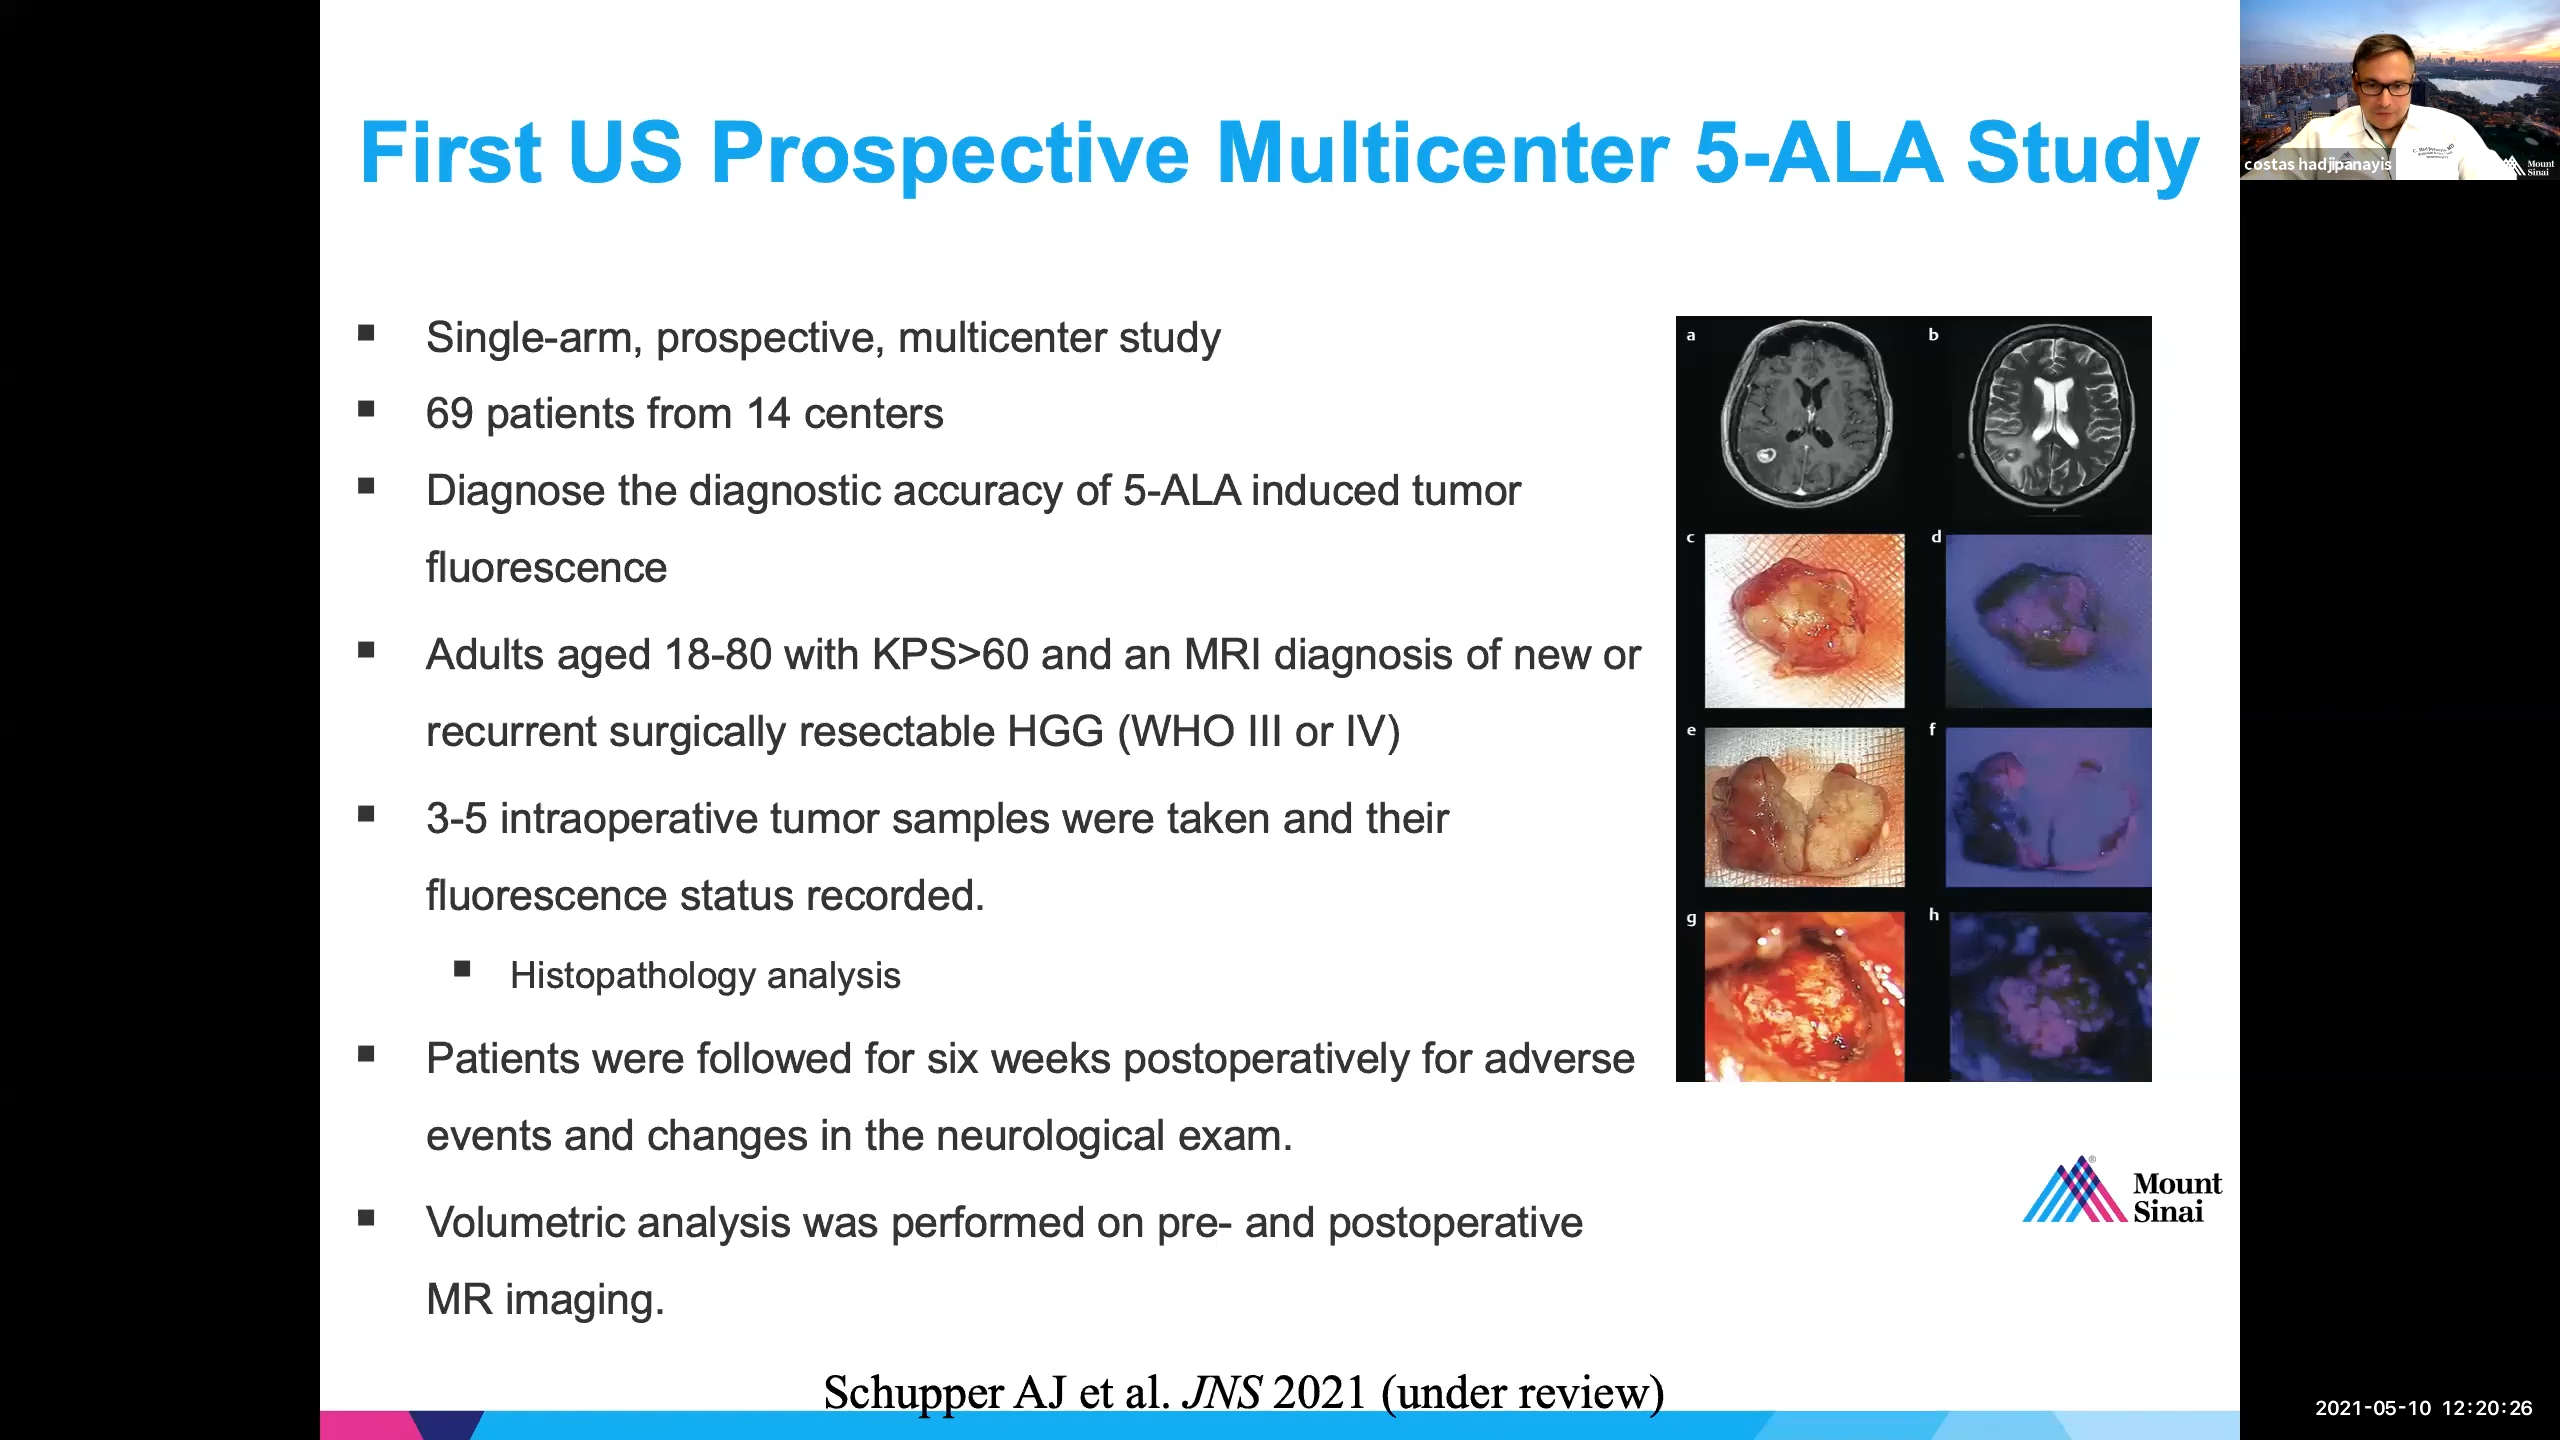 First US Prospective Multicenter 5-ALA Study
Single-arm, prospective, multicenter study
69 patients from 14 centers
Diagnose the diagnostic accuracy of 5-ALA induced tumor
fluorescence
Adults aged 18-80 with KPS>60 and an MRI diagnosis of new or
recurrent surgically resectable HGG (WHO III or IV)
3-5 intraoperative tumor samples were taken and their
fluorescence status recorded.
Histopathology analysis
Patients were followed for six weeks postoperatively for adverse
events and changes in the neurological exam.
Volumetric analysis was performed on pre- and postoperative
MR imaging.
Schupper AJ et al. JNS 2021 (under review)
a
b
c
d
e
f
g
h
Mount
Sinai
costas hadjipanayis
Mount
Sinai
2021-05-10 12:20:26